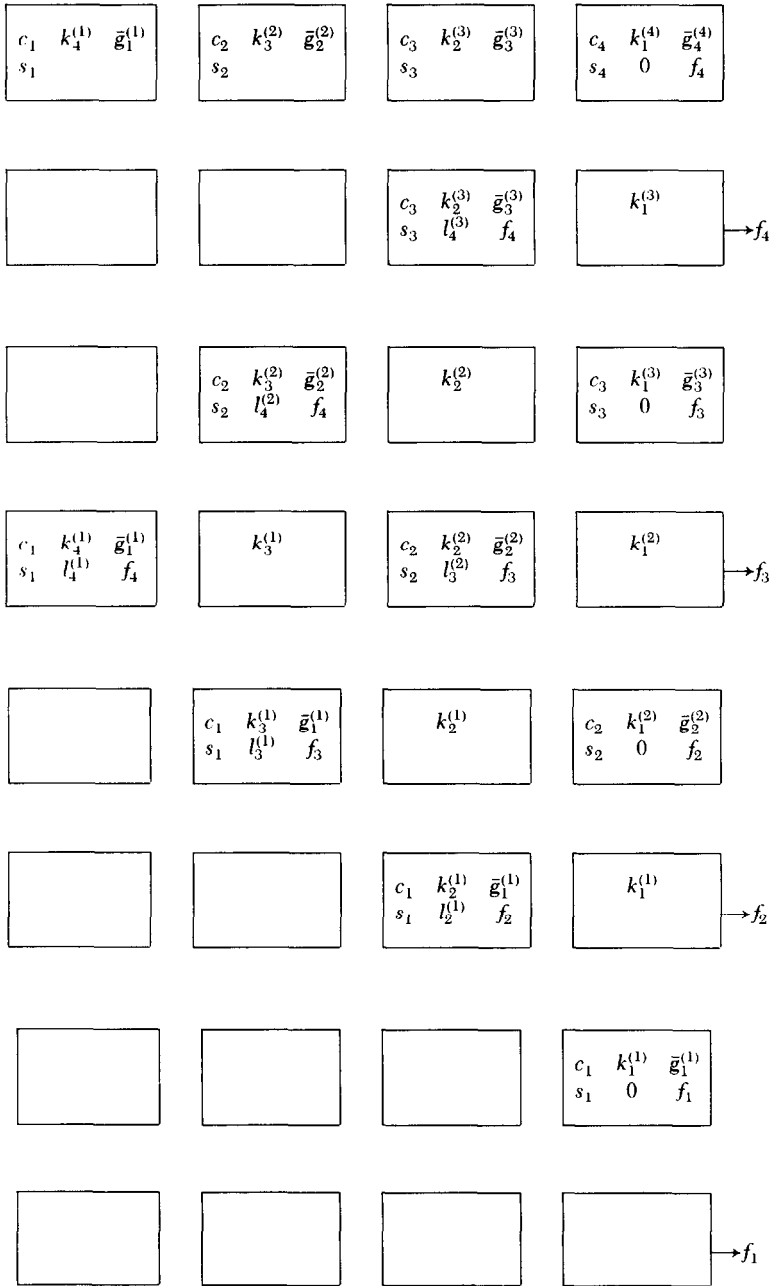 c₁ k₄⁽¹⁾ ḡ₁⁽¹⁾ c₂ k₃⁽²⁾ ḡ₂⁽²⁾ c₃ k₂⁽³⁾ ḡ₃⁽³⁾ c₄ k₁⁽⁴⁾ ḡ₄⁽⁴⁾
s₁ s₂ s₃ s₄ 0 f₄
c₃ k₂⁽³⁾ ḡ₃⁽³⁾ k₁⁽³⁾
s₃ l₄⁽³⁾ f₄ →f₄
c₂ k₃⁽²⁾ ḡ₂⁽²⁾ k₂⁽²⁾ c₃ k₁⁽³⁾ ḡ₃⁽³⁾
s₂ l₄⁽²⁾ f₄ s₃ 0 f₃
c₁ k₄⁽¹⁾ ḡ₁⁽¹⁾ k₃⁽¹⁾ c₂ k₂⁽²⁾ ḡ₂⁽²⁾ k₁⁽²⁾
s₁ l₄⁽¹⁾ f₄ s₂ l₃⁽²⁾ f₃ →f₃
c₁ k₃⁽¹⁾ ḡ₁⁽¹⁾ k₂⁽¹⁾ c₂ k₁⁽²⁾ ḡ₂⁽²⁾
s₁ l₃⁽¹⁾ f₃ s₂ 0 f₂
c₁ k₂⁽¹⁾ ḡ₁⁽¹⁾ k₁⁽¹⁾
s₁ l₂⁽¹⁾ f₂ →f₂
c₁ k₁⁽¹⁾ ḡ₁⁽¹⁾
s₁ 0 f₁
→f₁